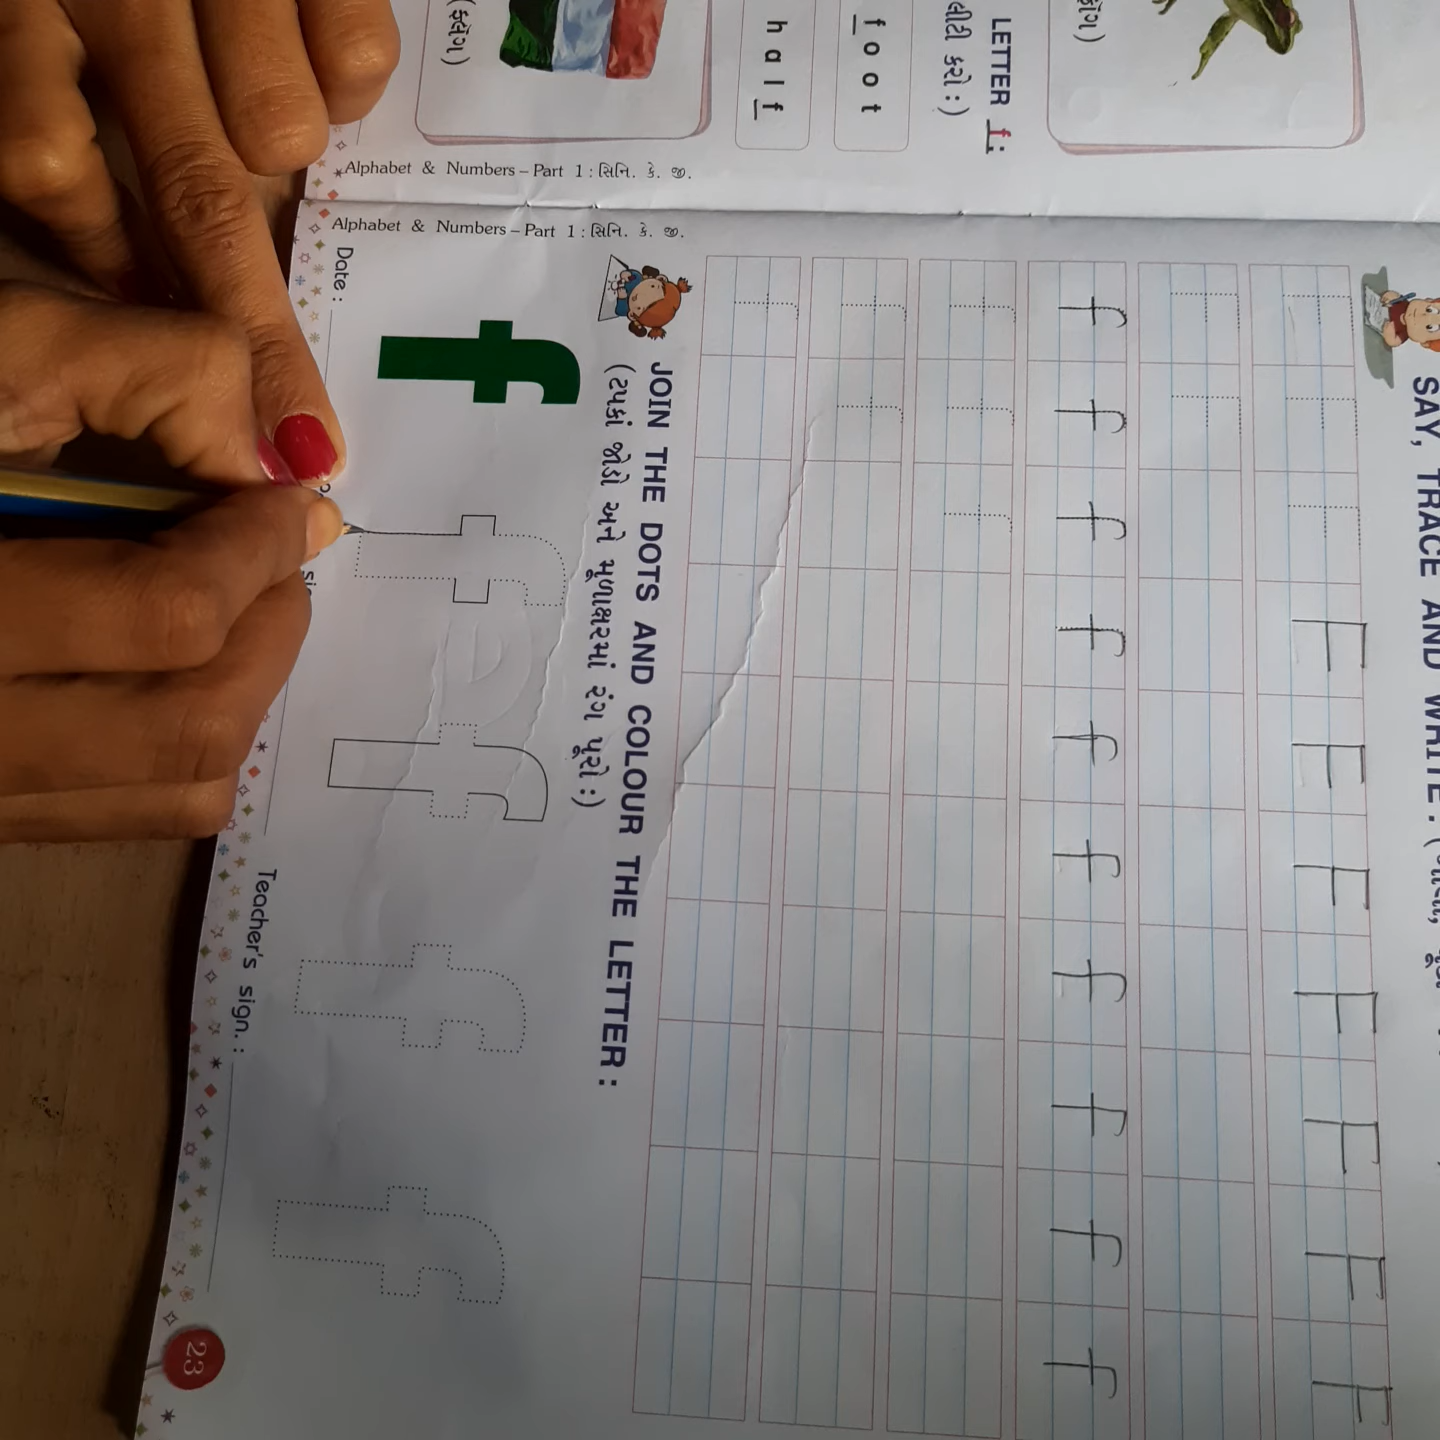 LETTER f :
લીટી કરો :)
f o o t
h a l f
(ફ્લેગ)
Alphabet & Numbers – Part 1 : સિનિ. કે. જી.
Alphabet & Numbers – Part 1 : સિનિ. કે. જી.
SAY, TRACE AND WRITE :
F F F F F F F F F F
F F
f f f f f f f f f f
f f f
f f
f
JOIN THE DOTS AND COLOUR THE LETTER :
(ટપકાં જોડો અને મૂળાક્ષરમાં રંગ પૂરો :)
f f f f f
Date : Teacher's sign. :
23